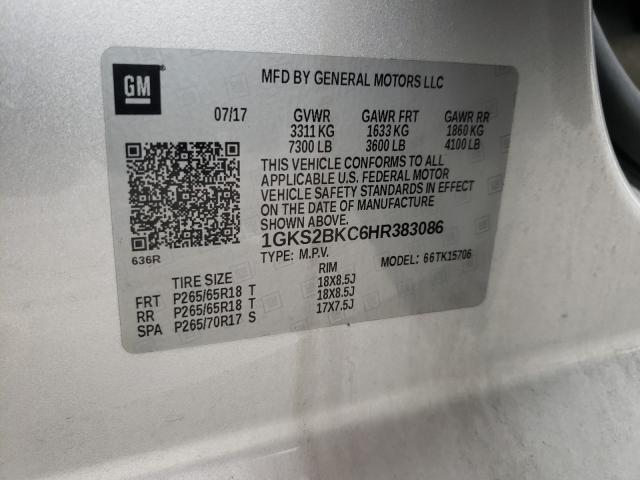 GM
MFD BY GENERAL MOTORS LLC
07/17 GVWR GAWR FRT GAWR RR
3311 KG 1633 KG 1860 KG
7300 LB 3600 LB 4100 LB
THIS VEHICLE CONFORMS TO ALL
APPLICABLE U.S. FEDERAL MOTOR
VEHICLE SAFETY STANDARDS IN EFFECT
ON THE DATE OF MANUFACTURE
SHOWN ABOVE.
1GKS2BKC6HR383086
636R
TYPE: M.P.V. MODEL: 66TK15706
TIRE SIZE RIM
FRT P265/65R18 T 18X8.5J
RR P265/65R18 T 18X8.5J
SPA P265/70R17 S 17X7.5J